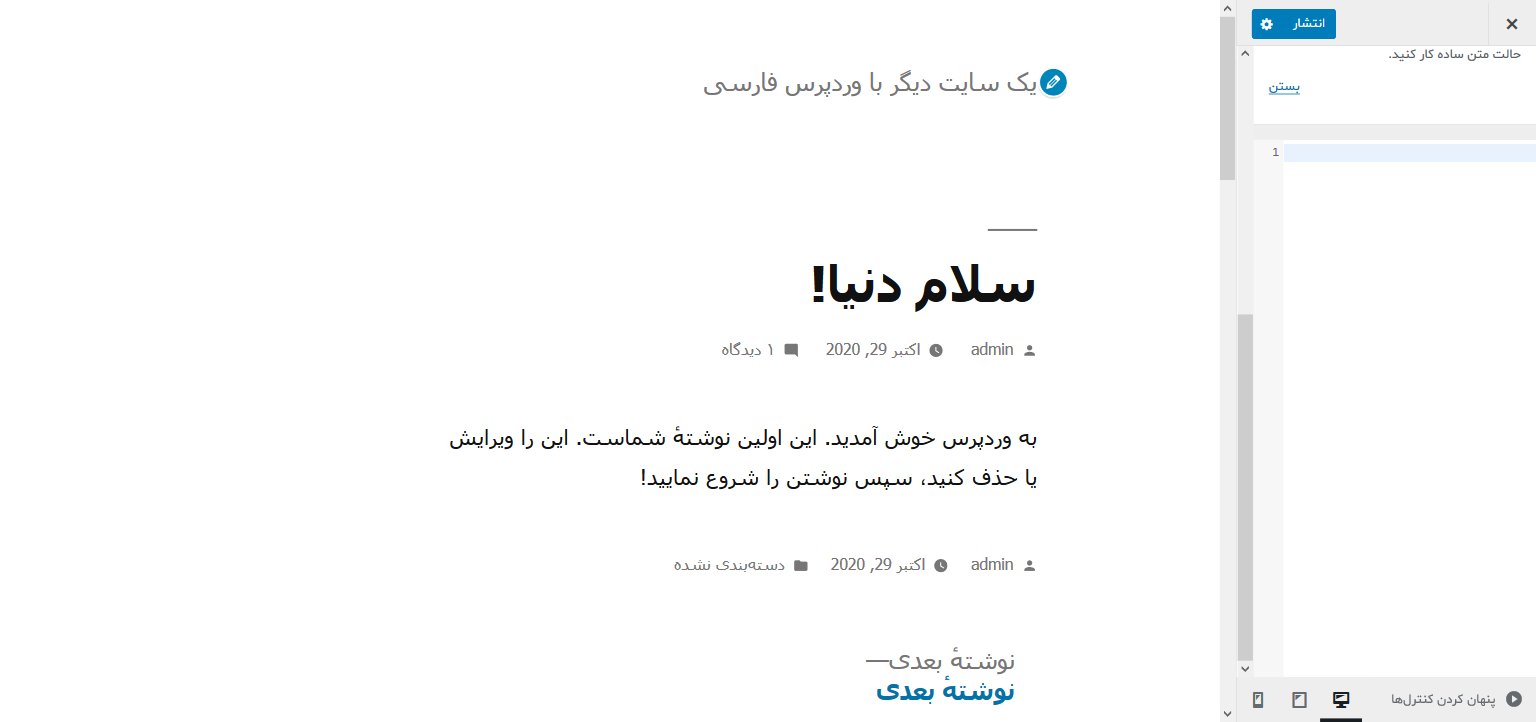 انتشار
حالت متن ساده کار کنید.
بستن
1
پنهان کردن کنترل‌ها
یک سایت دیگر با وردپرس فارسی
سلام دنیا!
admin اکتبر 29, 2020 ۱ دیدگاه
به وردپرس خوش آمدید. این اولین نوشتهٔ شماست. این را ویرایش
یا حذف کنید، سپس نوشتن را شروع نمایید!
admin اکتبر 29, 2020 دسته‌بندی نشده
نوشتهٔ بعدی—
نوشتهٔ بعدی